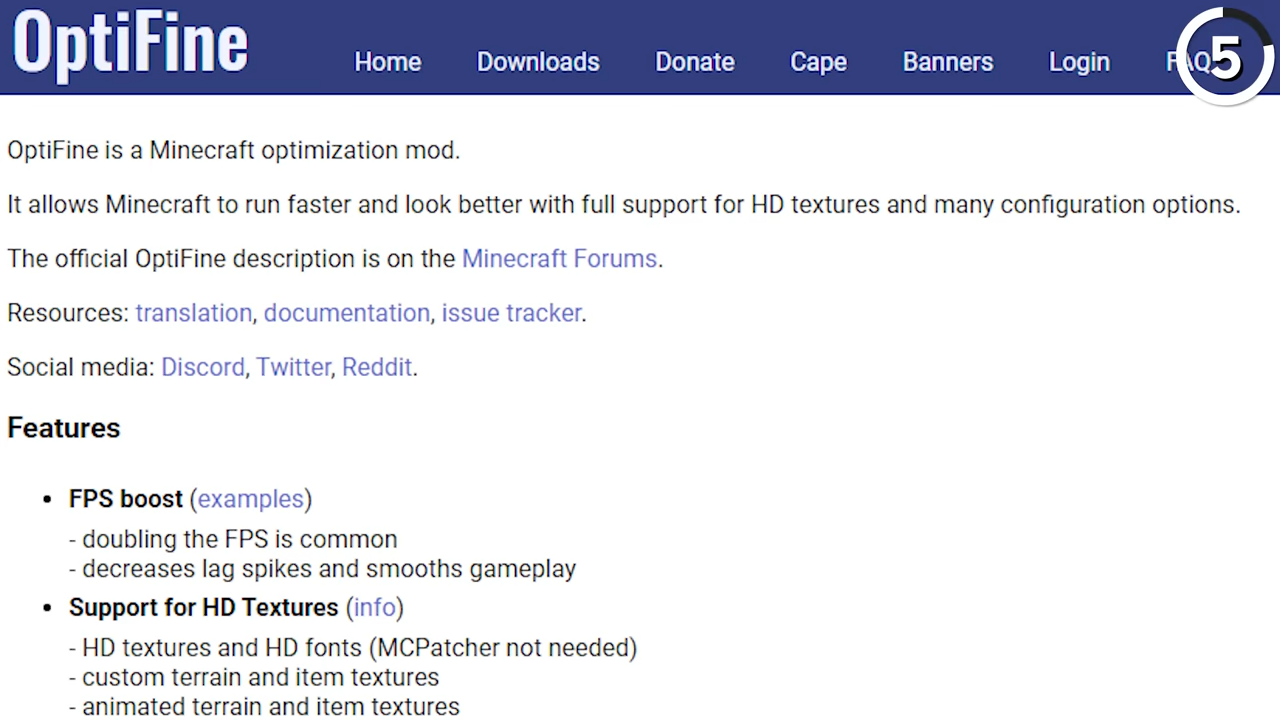 OptiFine
Home Downloads Donate Cape Banners Login FAQ
5
OptiFine is a Minecraft optimization mod.
It allows Minecraft to run faster and look better with full support for HD textures and many configuration options.
The official OptiFine description is on the Minecraft Forums.
Resources: translation, documentation, issue tracker.
Social media: Discord, Twitter, Reddit.
Features
• FPS boost (examples)
- doubling the FPS is common
- decreases lag spikes and smooths gameplay
• Support for HD Textures (info)
- HD textures and HD fonts (MCPatcher not needed)
- custom terrain and item textures
- animated terrain and item textures